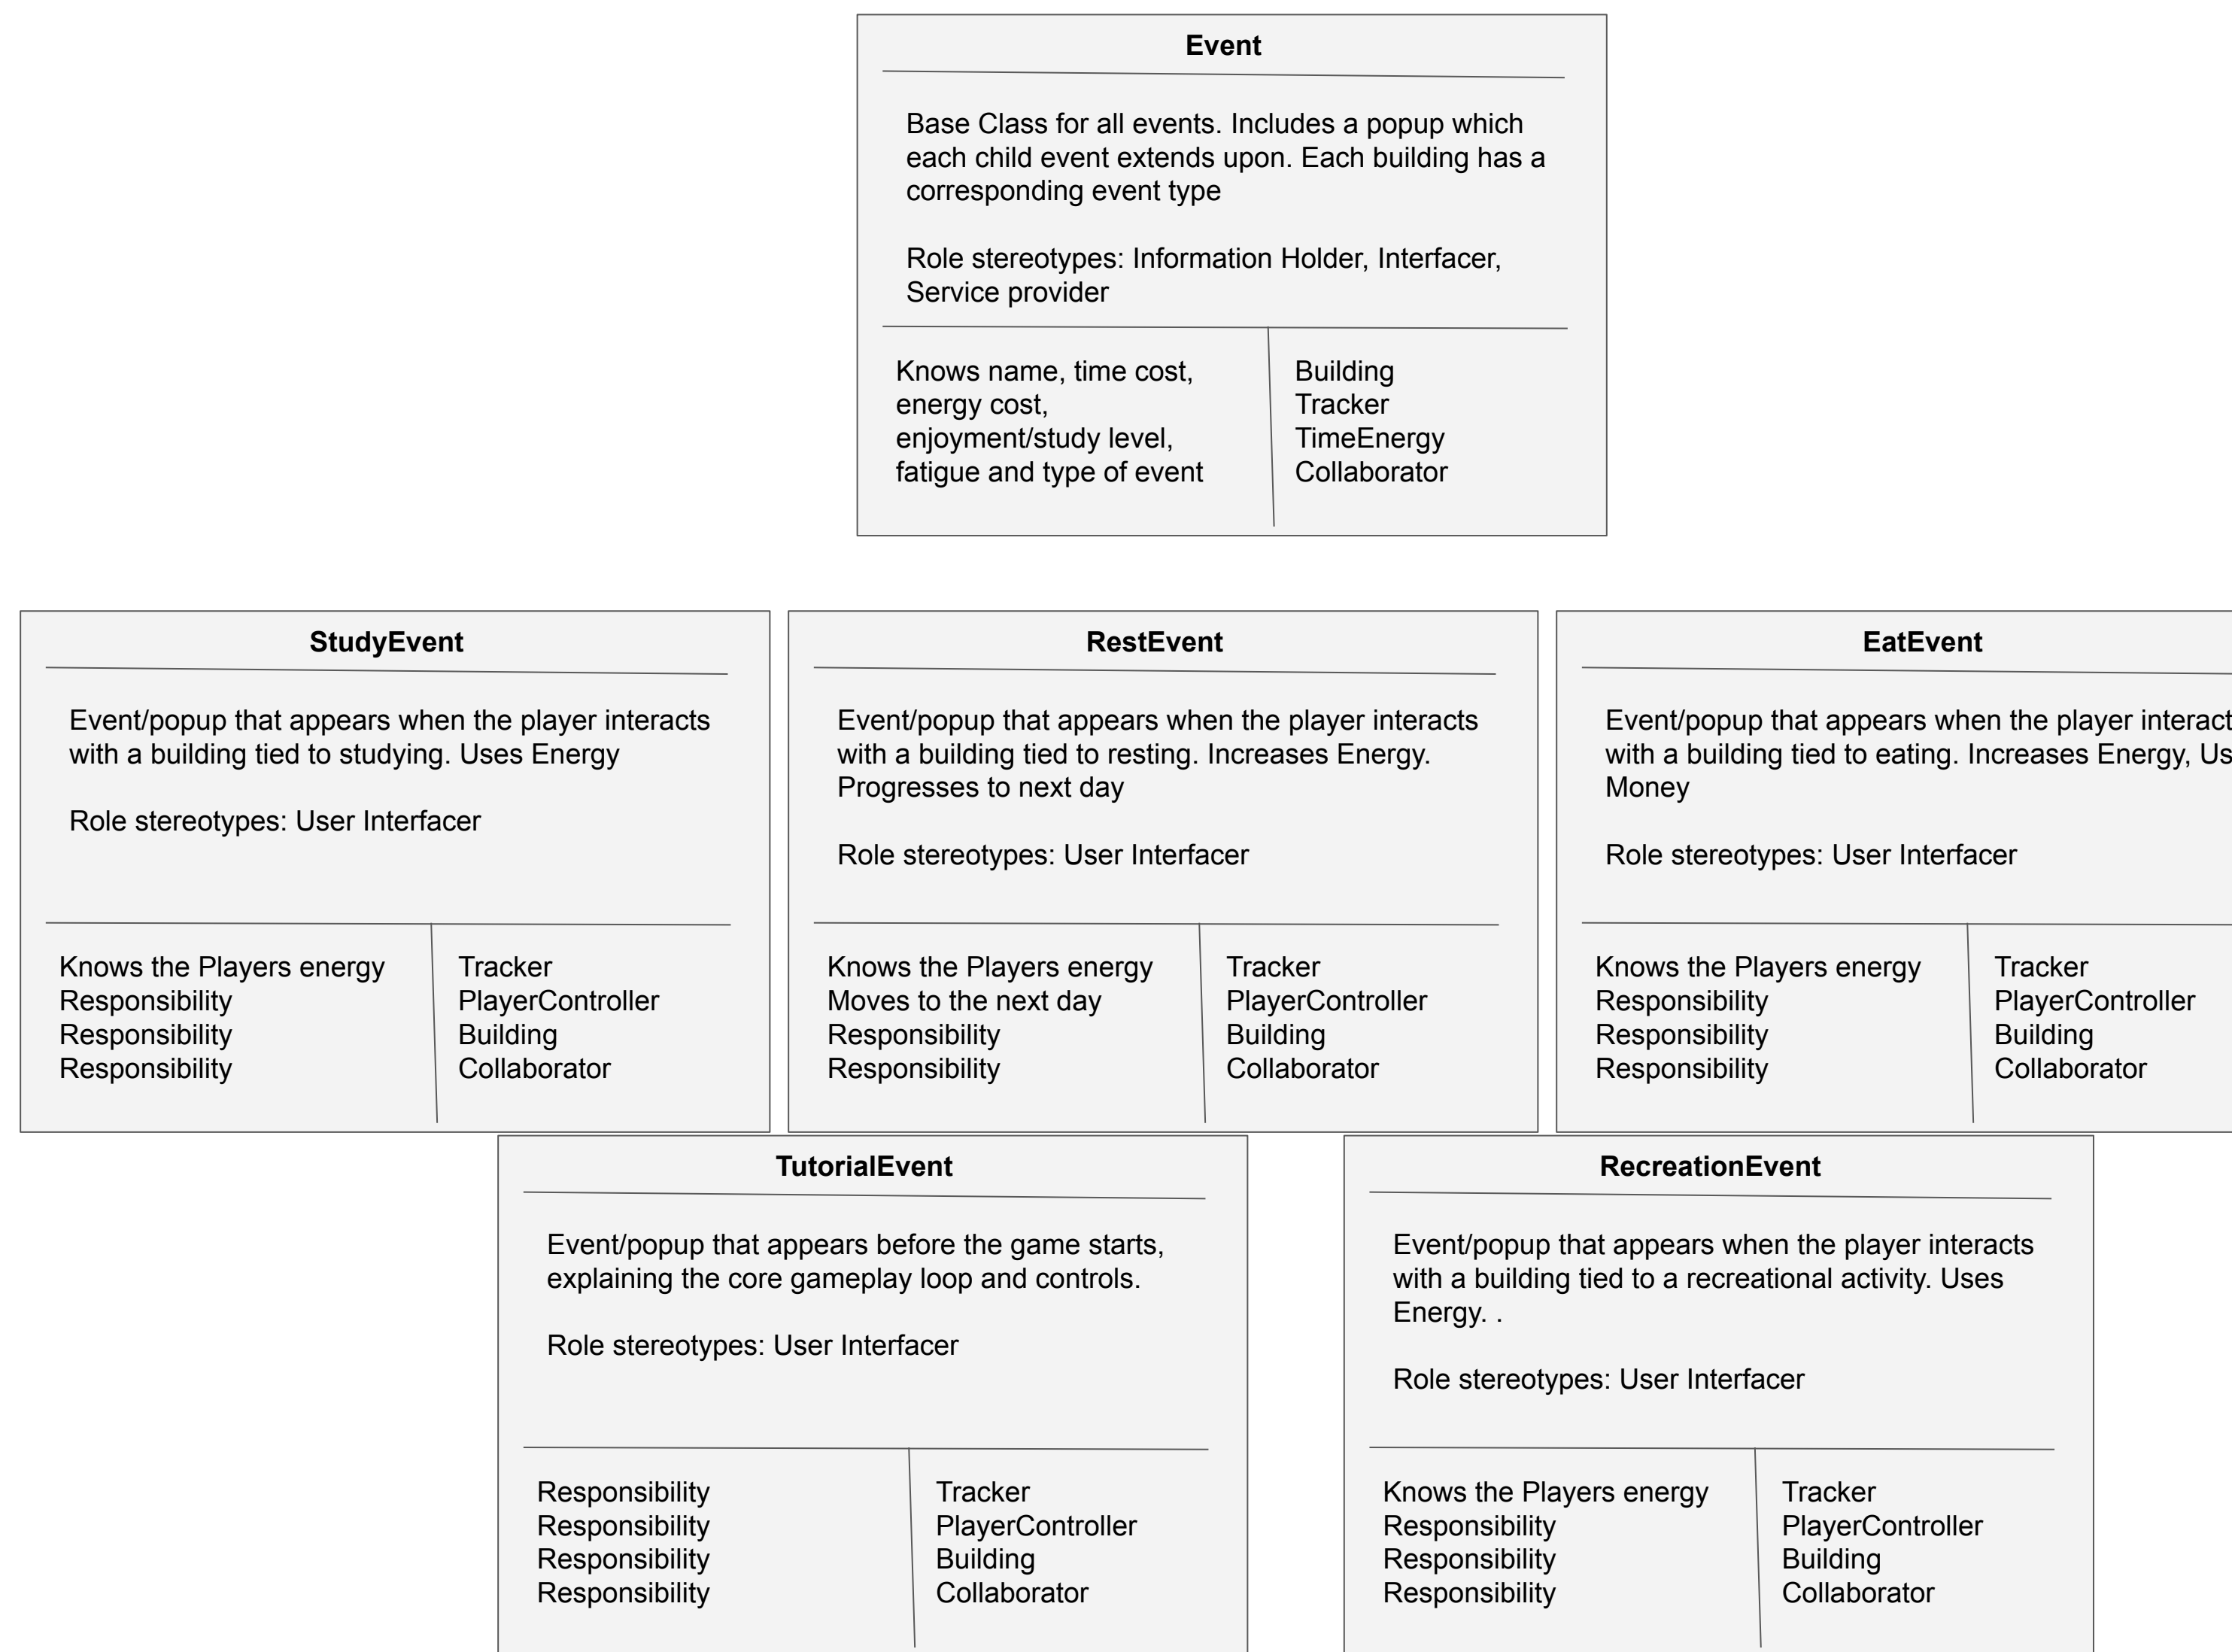 Event
Base Class for all events. Includes a popup which
each child event extends upon. Each building has a
corresponding event type
Role stereotypes: Information Holder, Interfacer,
Service provider
Knows name, time cost,
energy cost,
enjoyment/study level,
fatigue and type of event
Building
Tracker
TimeEnergy
Collaborator
StudyEvent
Event/popup that appears when the player interacts
with a building tied to studying. Uses Energy
Role stereotypes: User Interfacer
Knows the Players energy
Responsibility
Responsibility
Responsibility
Tracker
PlayerController
Building
Collaborator
RestEvent
Event/popup that appears when the player interacts
with a building tied to resting. Increases Energy.
Progresses to next day
Role stereotypes: User Interfacer
Knows the Players energy
Moves to the next day
Responsibility
Responsibility
Tracker
PlayerController
Building
Collaborator
EatEvent
Event/popup that appears when the player interact
with a building tied to eating. Increases Energy, Us
Money
Role stereotypes: User Interfacer
Knows the Players energy
Responsibility
Responsibility
Responsibility
Tracker
PlayerController
Building
Collaborator
TutorialEvent
Event/popup that appears before the game starts,
explaining the core gameplay loop and controls.
Role stereotypes: User Interfacer
Responsibility
Responsibility
Responsibility
Responsibility
Tracker
PlayerController
Building
Collaborator
RecreationEvent
Event/popup that appears when the player interacts
with a building tied to a recreational activity. Uses
Energy. .
Role stereotypes: User Interfacer
Knows the Players energy
Responsibility
Responsibility
Responsibility
Tracker
PlayerController
Building
Collaborator